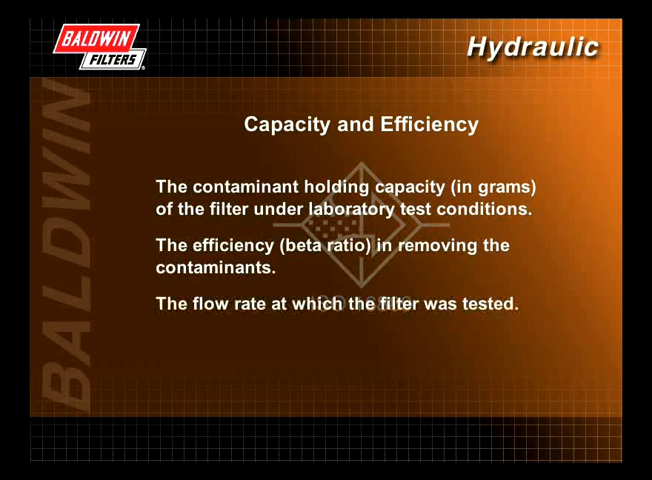 BALDWIN
FILTERS®
Hydraulic
BALDWIN
Capacity and Efficiency
The contaminant holding capacity (in grams)
of the filter under laboratory test conditions.
The efficiency (beta ratio) in removing the
contaminants.
The flow rate at which the filter was tested.